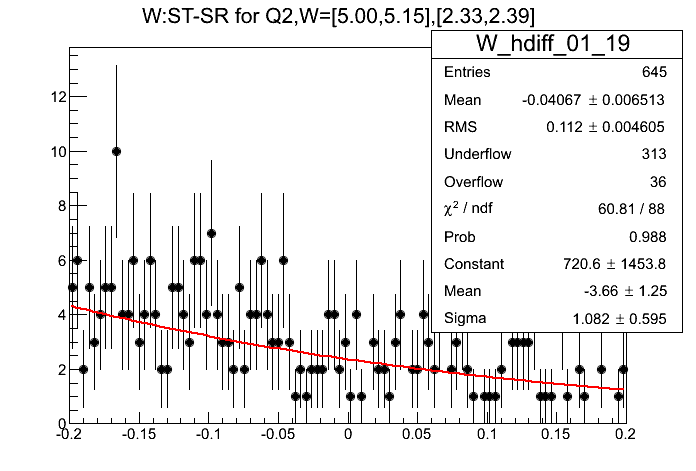 W:ST-SR for Q2,W=[5.00,5.15],[2.33,2.39]
W_hdiff_01_19
Entries 645
Mean -0.04067 ± 0.006513
RMS 0.112 ± 0.004605
Underflow 313
Overflow 36
χ² / ndf 60.81 / 88
Prob 0.988
Constant 720.6 ± 1453.8
Mean -3.66 ± 1.25
Sigma 1.082 ± 0.595
12
10
8
6
4
2
0
-0.2 -0.15 -0.1 -0.05 0 0.05 0.1 0.15 0.2